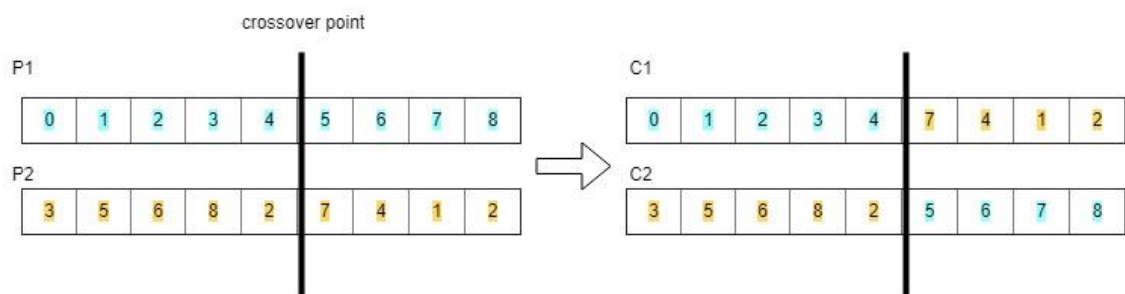 crossover point
P1
0 1 2 3 4 5 6 7 8
P2
3 5 6 8 2 7 4 1 2
C1
0 1 2 3 4 7 4 1 2
C2
3 5 6 8 2 5 6 7 8